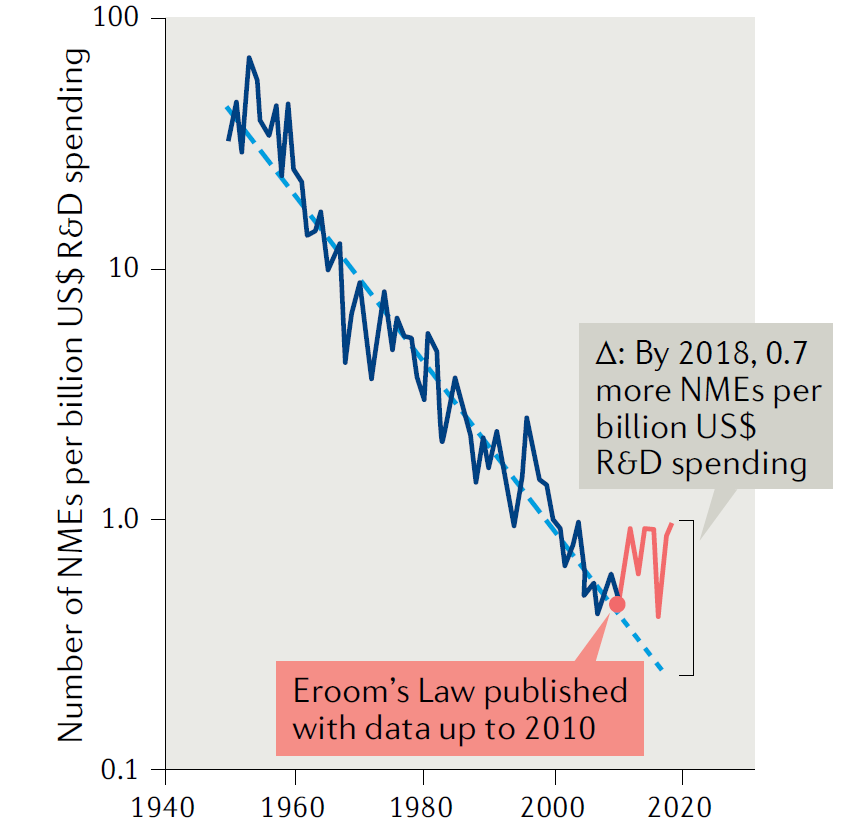 Number of NMEs per billion US$ R&D spending
100
10
1.0
0.1
1940
1960
1980
2000
2020
Δ: By 2018, 0.7
more NMEs per
billion US$
R&D spending
Eroom’s Law published
with data up to 2010